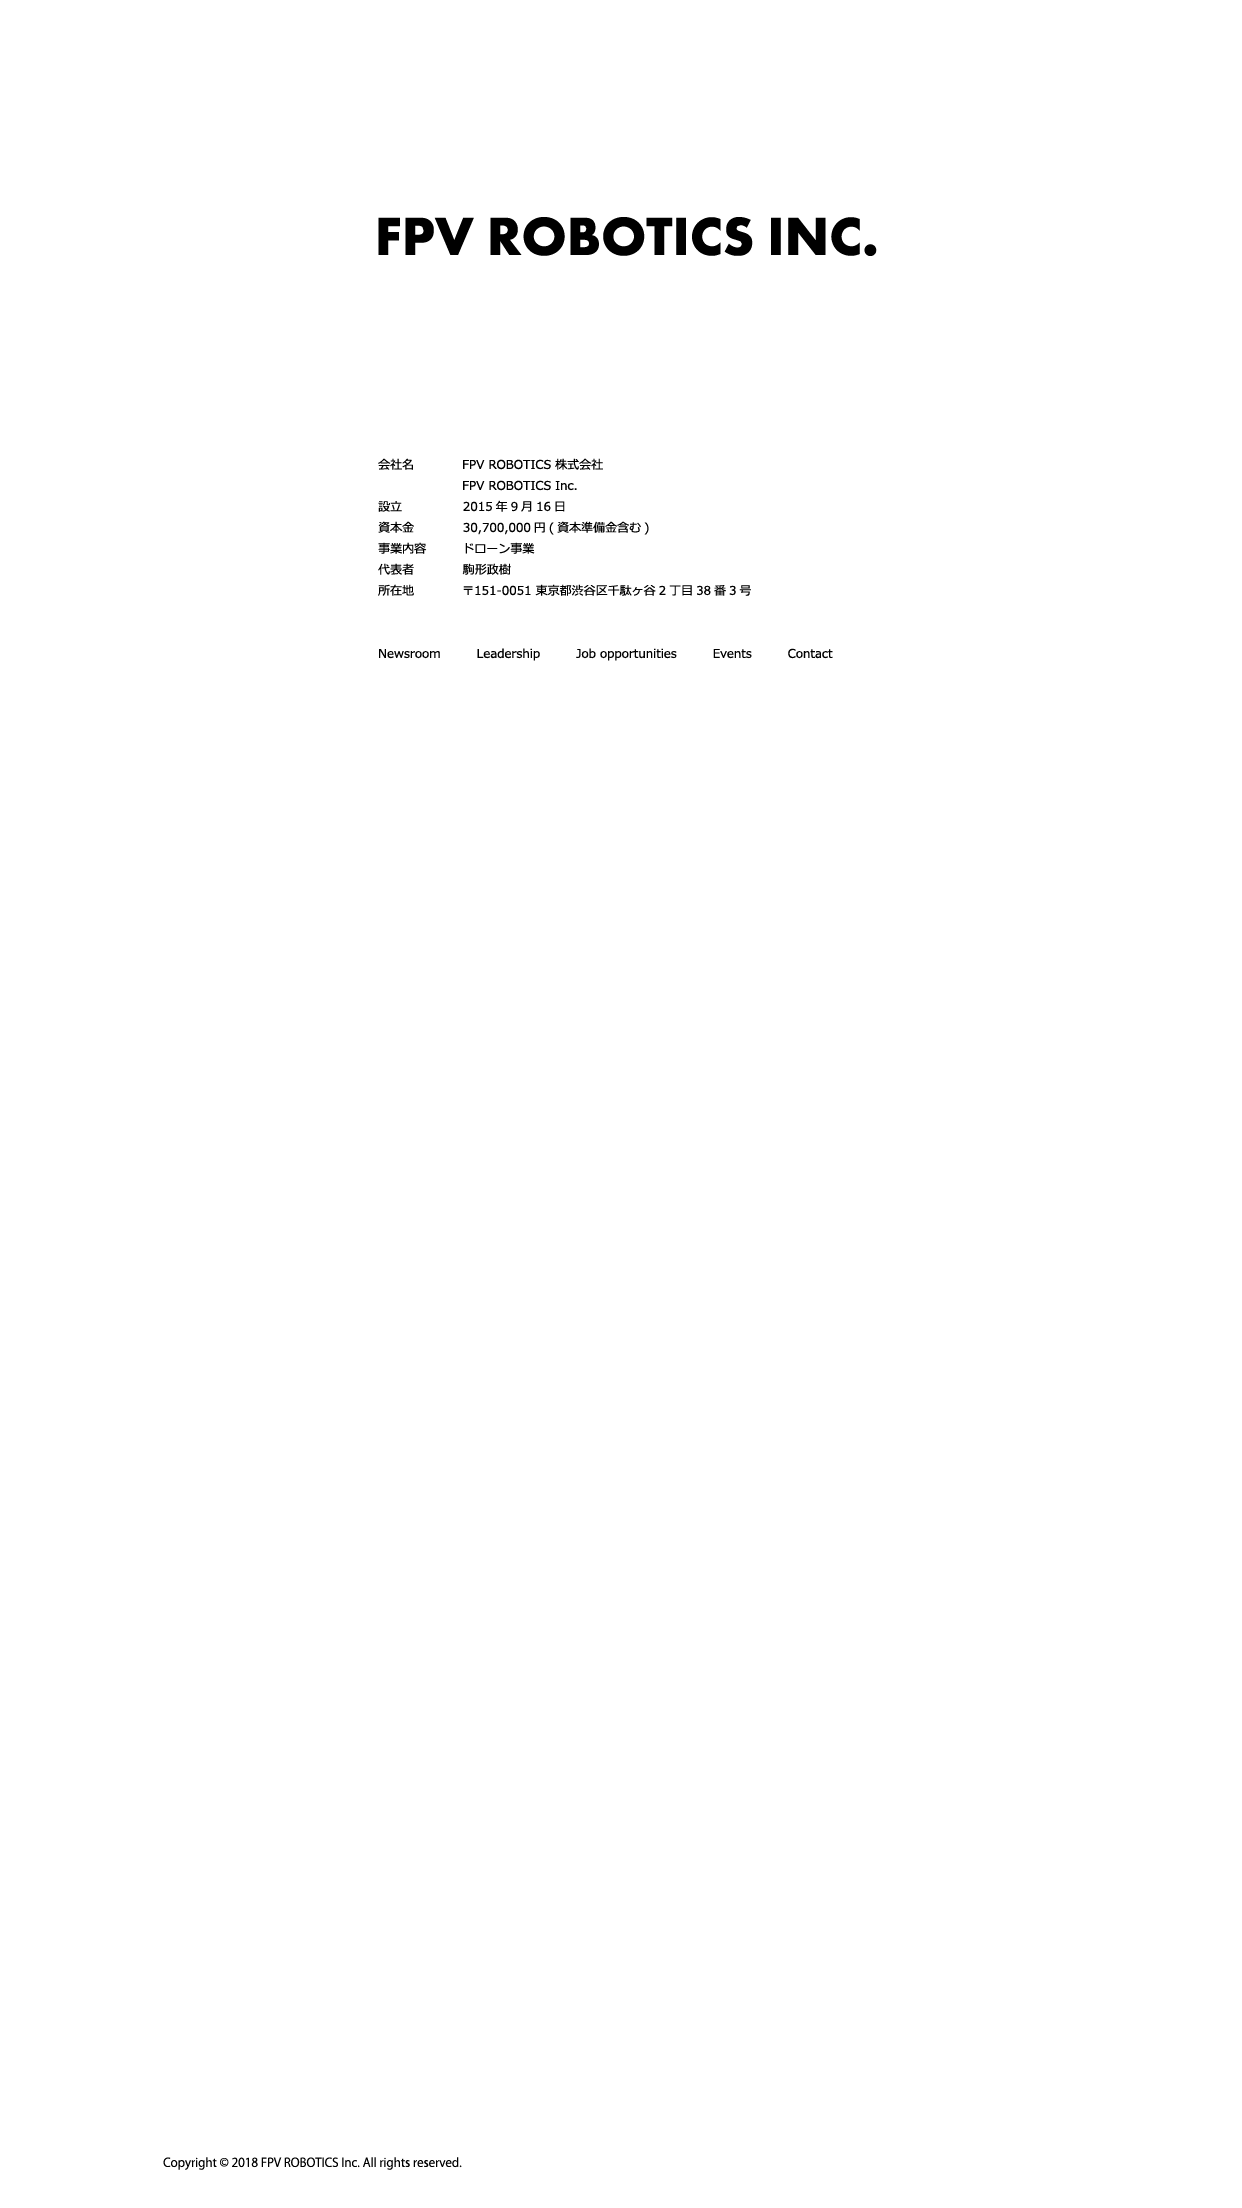 FPV ROBOTICS INC.
会社名 FPV ROBOTICS 株式会社
FPV ROBOTICS Inc.
設立 2015 年 9 月 16 日
資本金 30,700,000 円 ( 資本準備金含む )
事業内容 ドローン事業
代表者 駒形政樹
所在地 〒151-0051 東京都渋谷区千駄ヶ谷 2 丁目 38 番 3 号
Newsroom Leadership Job opportunities Events Contact
Copyright © 2018 FPV ROBOTICS Inc. All rights reserved.